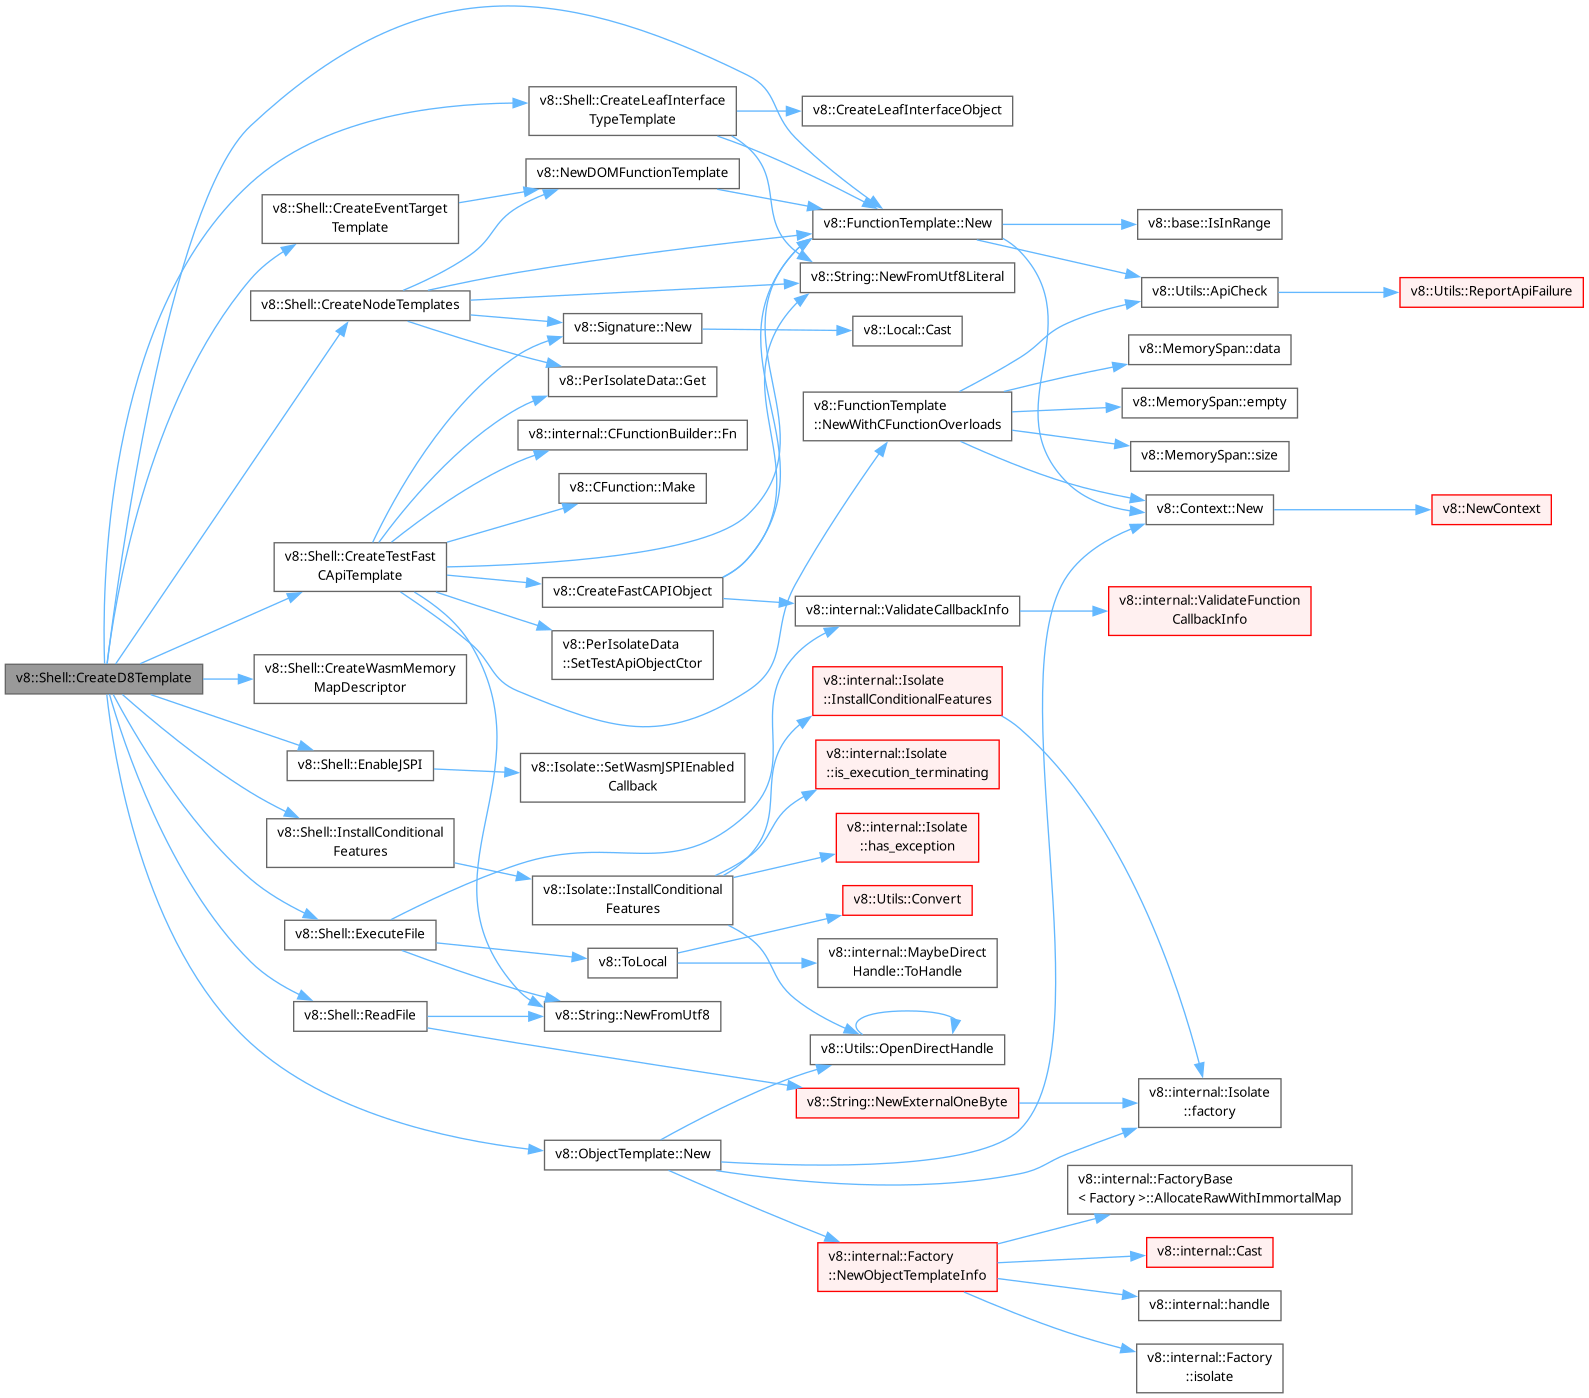 v8::Shell::CreateD8Template
v8::Shell::CreateEventTarget
Template
v8::Shell::CreateNodeTemplates
v8::Shell::CreateTestFast
CApiTemplate
v8::Shell::CreateWasmMemory
MapDescriptor
v8::Shell::EnableJSPI
v8::Shell::InstallConditional
Features
v8::Shell::ExecuteFile
v8::Shell::ReadFile
v8::Shell::CreateLeafInterface
TypeTemplate
v8::NewDOMFunctionTemplate
v8::Signature::New
v8::PerIsolateData::Get
v8::internal::CFunctionBuilder::Fn
v8::CFunction::Make
v8::CreateFastCAPIObject
v8::PerIsolateData
::SetTestApiObjectCtor
v8::Isolate::SetWasmJSPIEnabled
Callback
v8::Isolate::InstallConditional
Features
v8::ToLocal
v8::String::NewFromUtf8
v8::ObjectTemplate::New
v8::CreateLeafInterfaceObject
v8::FunctionTemplate::New
v8::String::NewFromUtf8Literal
v8::Local::Cast
v8::FunctionTemplate
::NewWithCFunctionOverloads
v8::internal::ValidateCallbackInfo
v8::internal::Isolate
::InstallConditionalFeatures
v8::internal::Isolate
::is_execution_terminating
v8::internal::Isolate
::has_exception
v8::Utils::Convert
v8::internal::MaybeDirect
Handle::ToHandle
v8::Utils::OpenDirectHandle
v8::String::NewExternalOneByte
v8::internal::Factory
::NewObjectTemplateInfo
v8::base::IsInRange
v8::Utils::ApiCheck
v8::MemorySpan::data
v8::MemorySpan::empty
v8::MemorySpan::size
v8::Context::New
v8::internal::ValidateFunction
CallbackInfo
v8::internal::Isolate
::factory
v8::internal::FactoryBase
< Factory >::AllocateRawWithImmortalMap
v8::internal::Cast
v8::internal::handle
v8::internal::Factory
::isolate
v8::Utils::ReportApiFailure
v8::NewContext